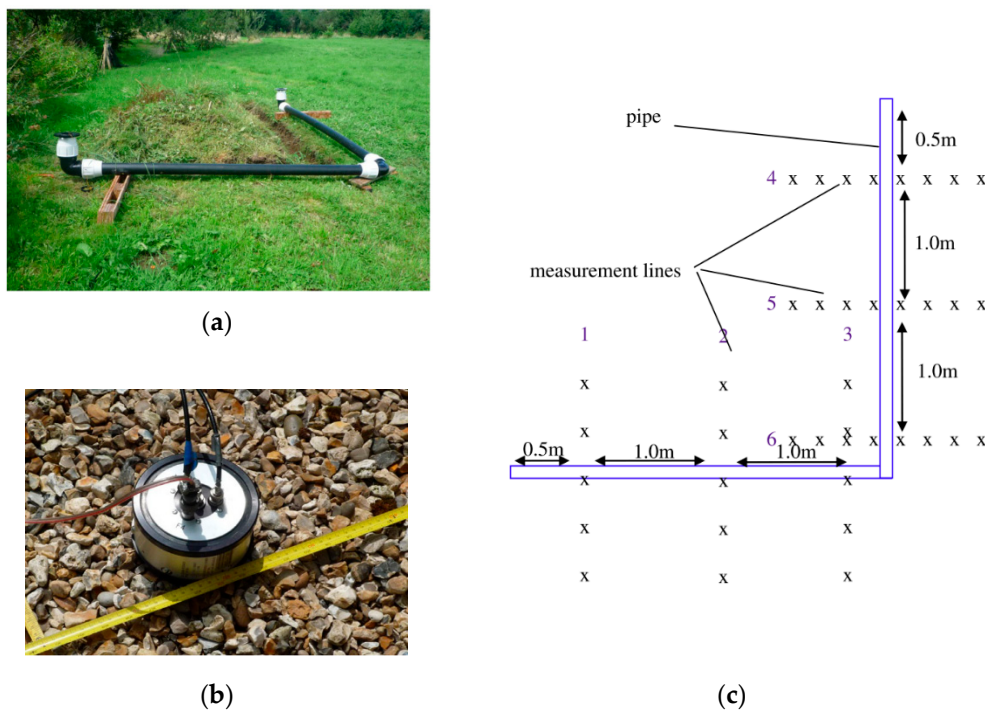 (a)
(b)
pipe
0.5m
4 x x x x x x x x
1.0m
measurement lines
5 x x x x x x x x
1 2 3
1.0m
x x x
x x x
6 x x x x x x x x
0.5m 1.0m 1.0m
x x x
x x x
x x x
(c)